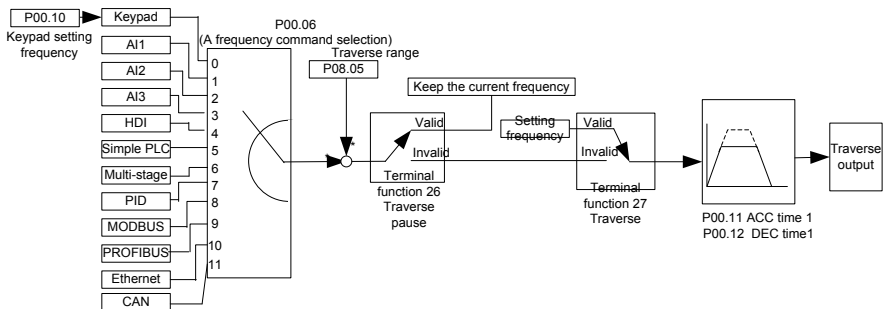 P00.10
Keypad setting
frequency
Keypad
AI1
AI2
AI3
HDI
Simple PLC
Multi-stage
PID
MODBUS
PROFIBUS
Ethernet
CAN
P00.06
(A frequency command selection)
0
1
2
3
4
5
6
7
8
9
10
11
Traverse range
P08.05
*
*
Keep the current frequency
Valid
Invalid
Terminal
function 26
Traverse
pause
Setting
frequency
Valid
Invalid
Terminal
function 27
Traverse
P00.11 ACC time 1
P00.12 DEC time1
Traverse
output